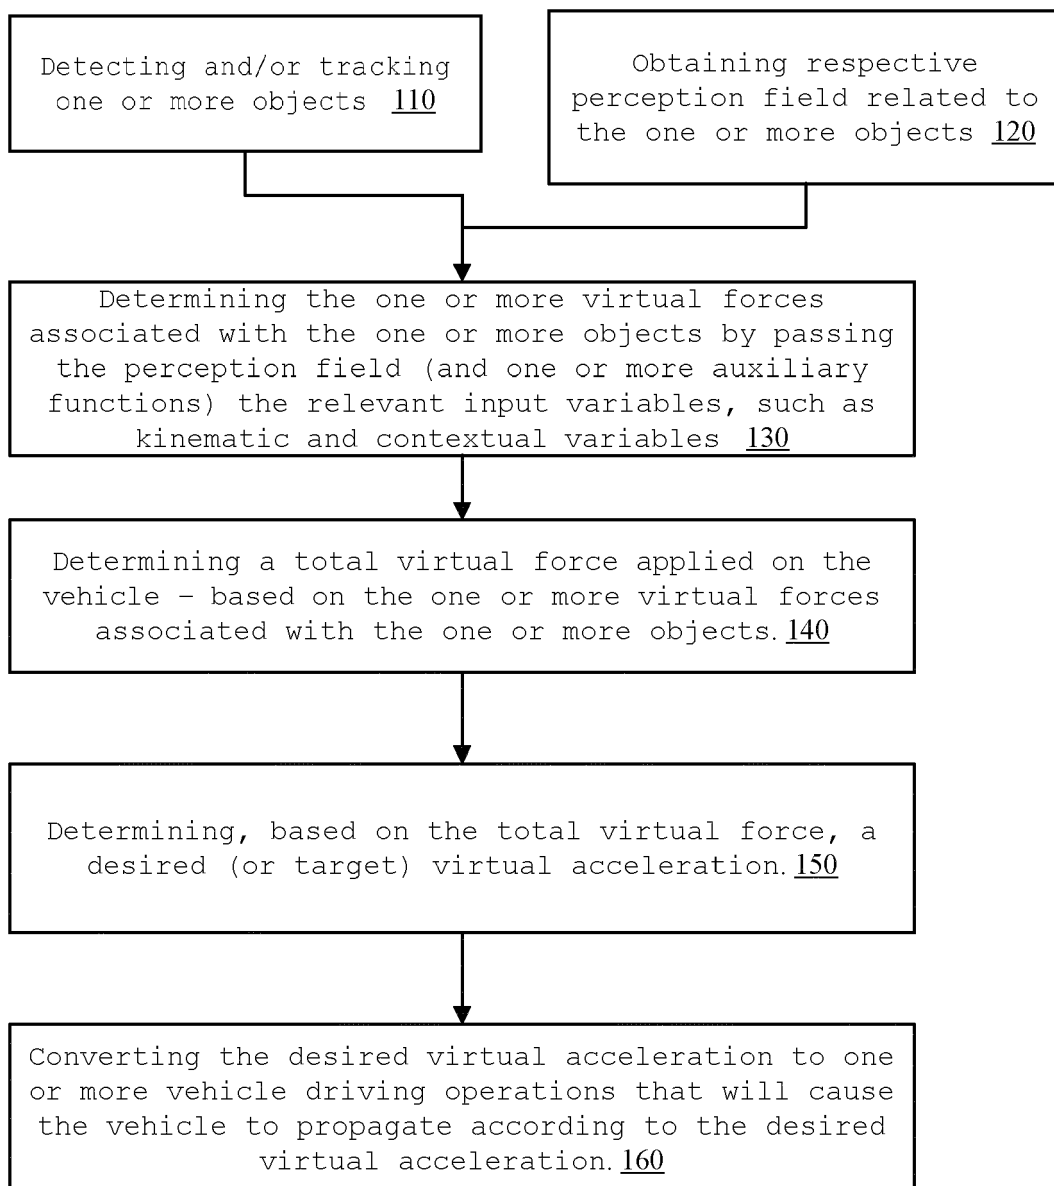 Detecting and/or tracking
one or more objects 110
Obtaining respective
perception field related to
the one or more objects 120
Determining the one or more virtual forces
associated with the one or more objects by passing
the perception field (and one or more auxiliary
functions) the relevant input variables, such as
kinematic and contextual variables 130
Determining a total virtual force applied on the
vehicle – based on the one or more virtual forces
associated with the one or more objects. 140
Determining, based on the total virtual force, a
desired (or target) virtual acceleration. 150
Converting the desired virtual acceleration to one
or more vehicle driving operations that will cause
the vehicle to propagate according to the desired
virtual acceleration. 160